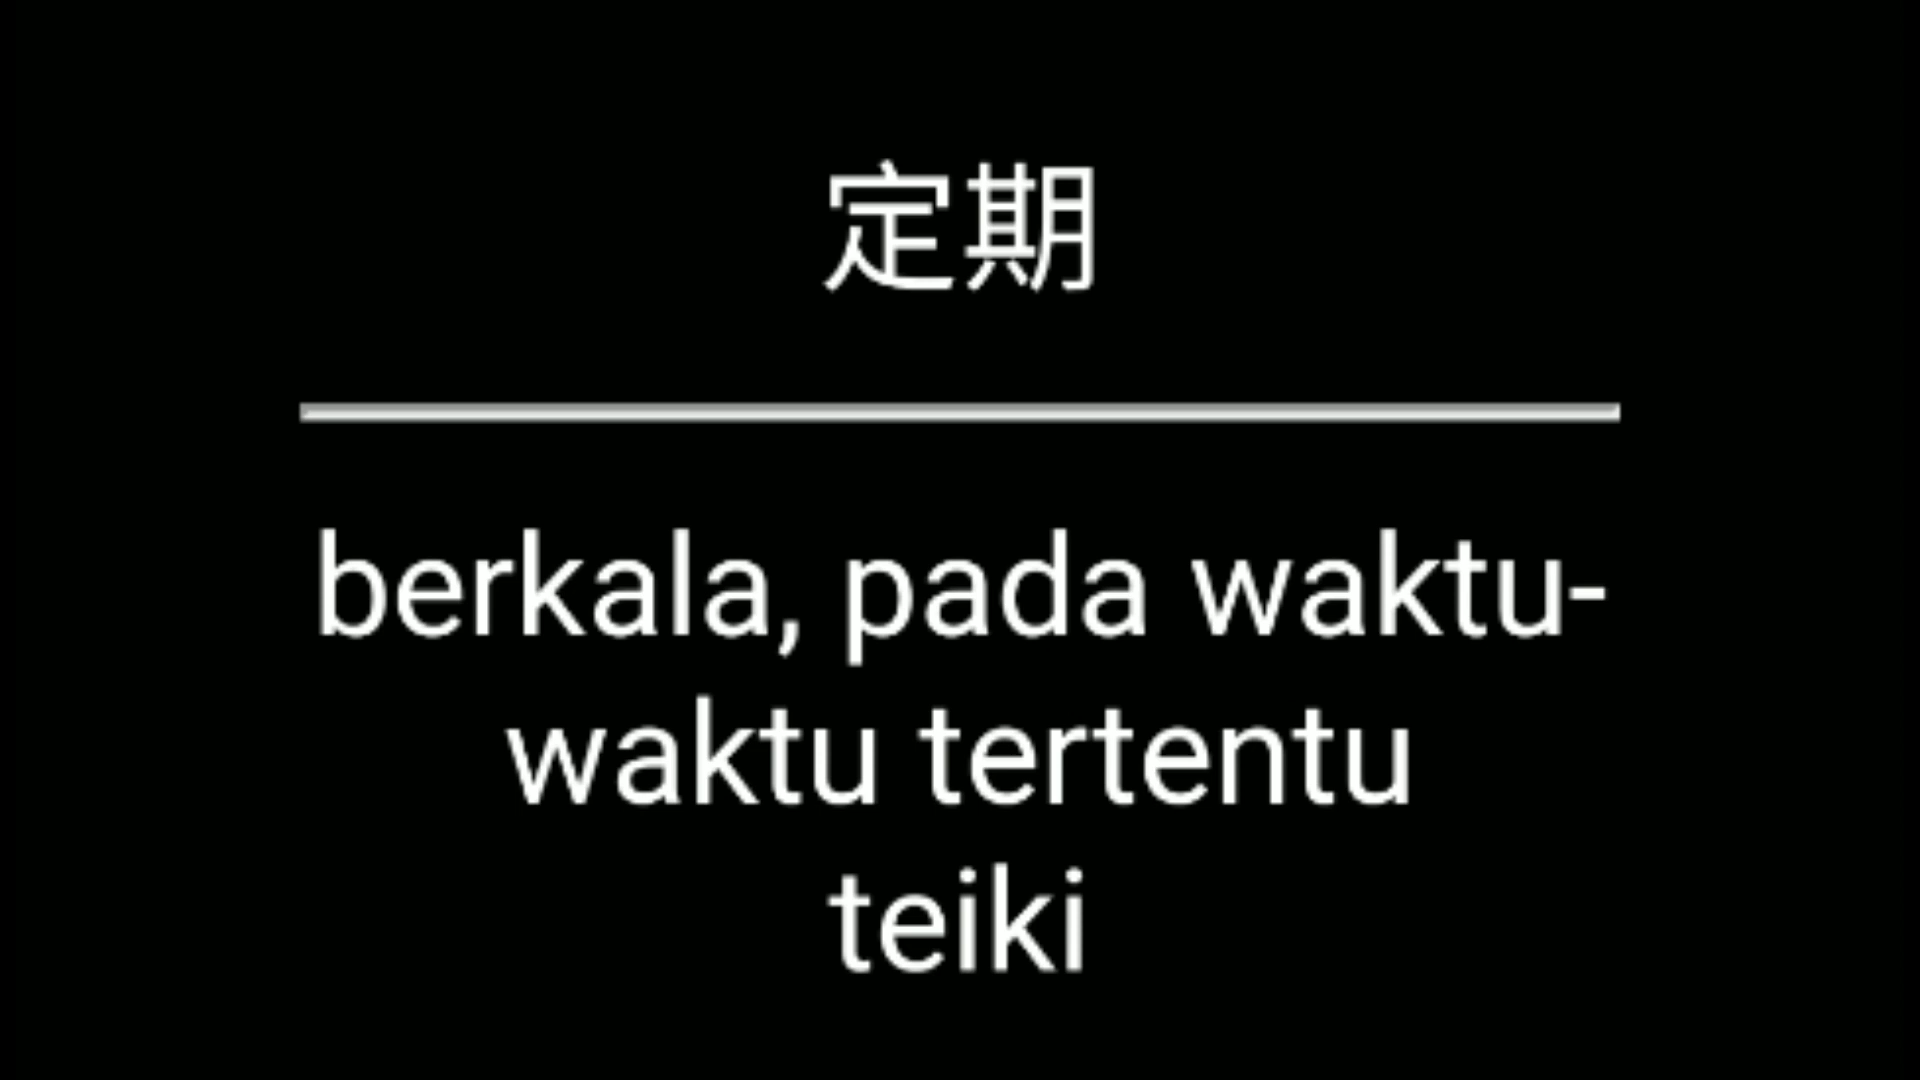 定期
berkala, pada waktu-
waktu tertentu
teiki